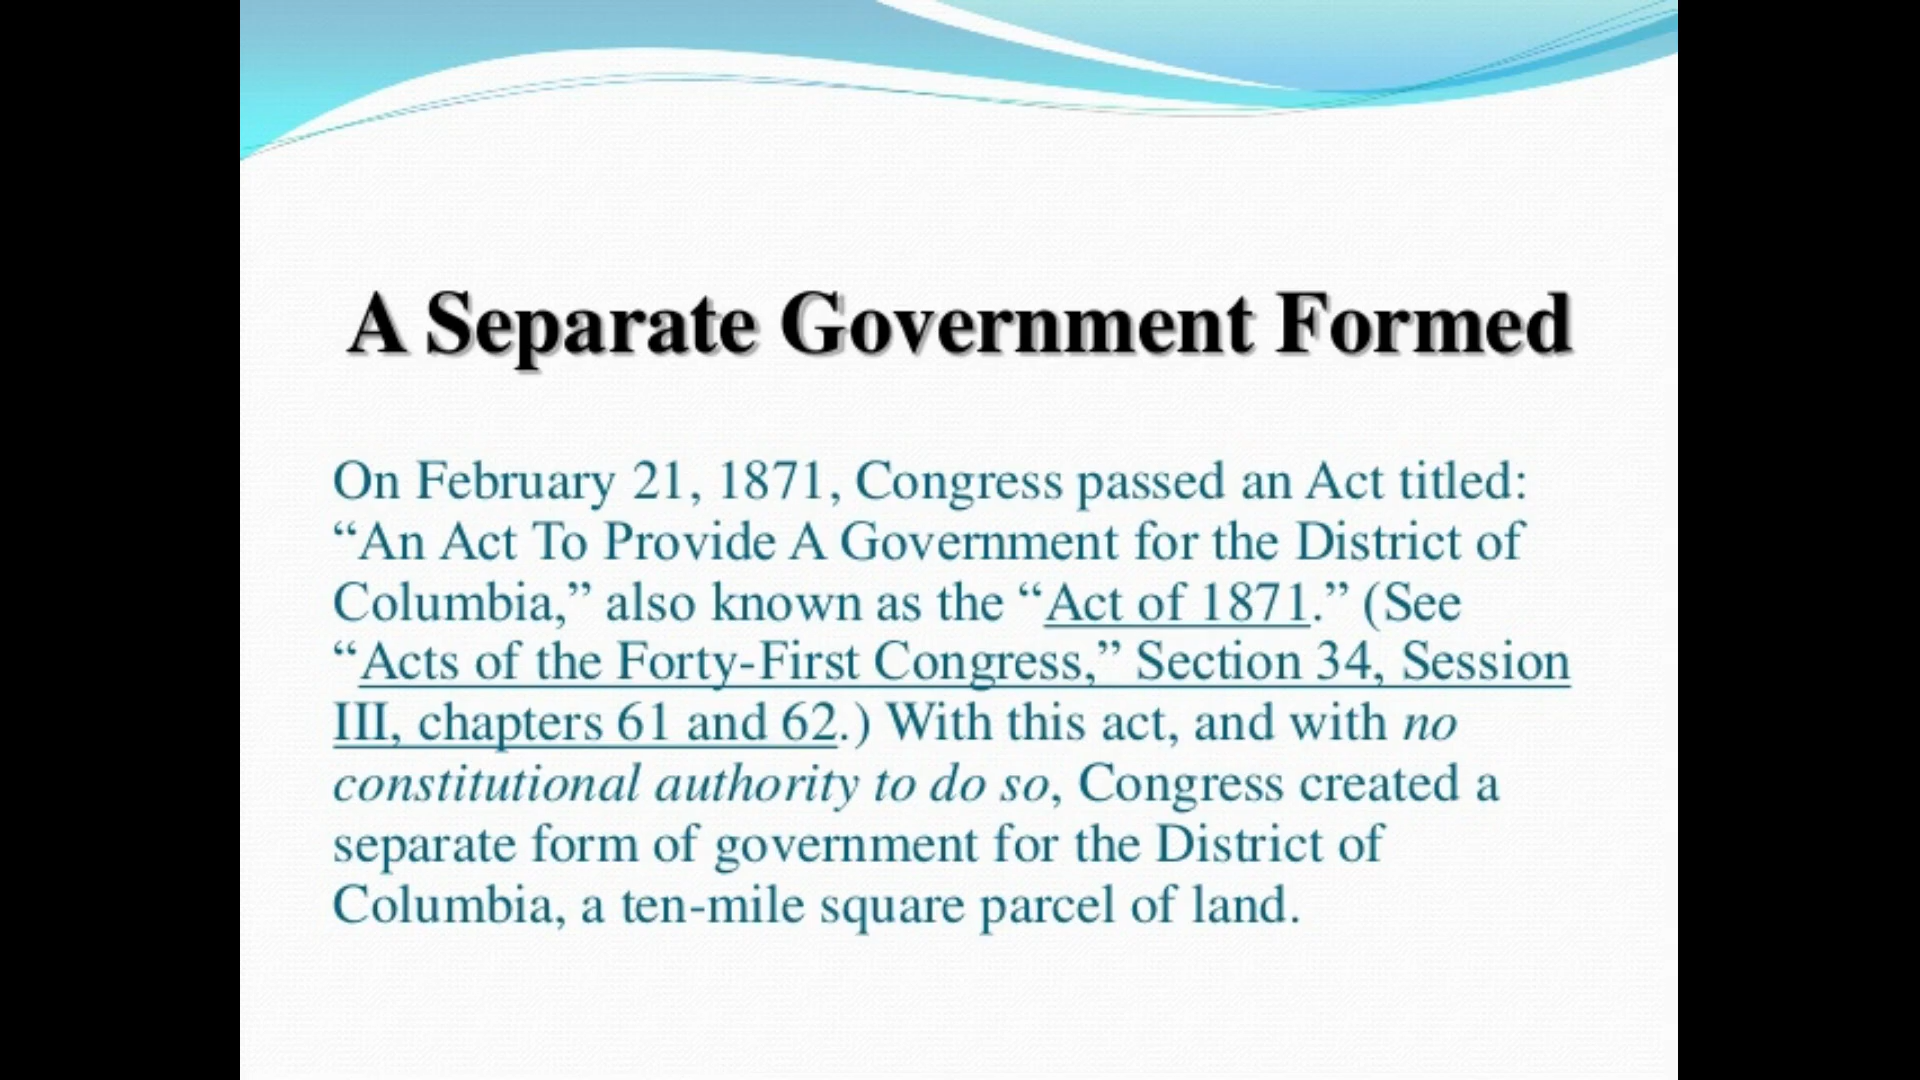 A Separate Government Formed
On February 21, 1871, Congress passed an Act titled:
“An Act To Provide A Government for the District of
Columbia,” also known as the “Act of 1871.” (See
“Acts of the Forty-First Congress,” Section 34, Session
III, chapters 61 and 62.) With this act, and with no
constitutional authority to do so, Congress created a
separate form of government for the District of
Columbia, a ten-mile square parcel of land.